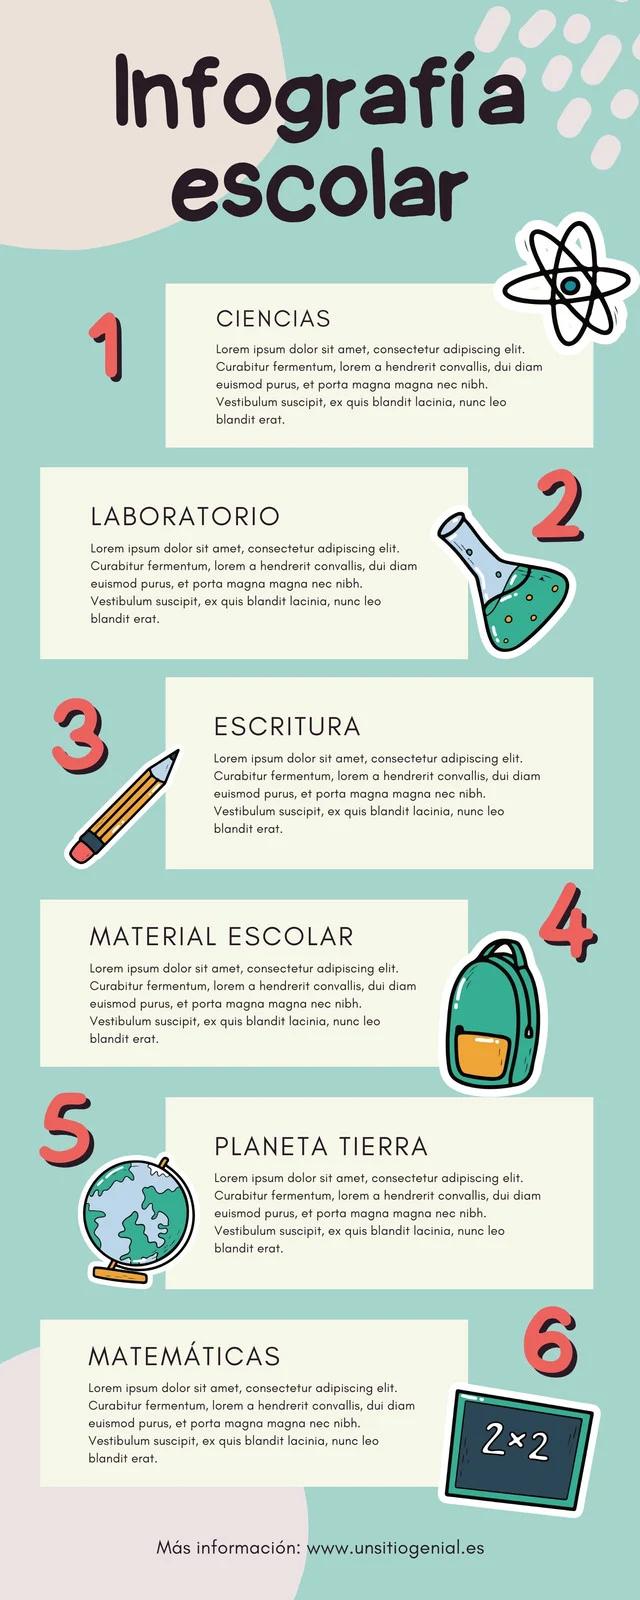 Infografía
escolar
1
CIENCIAS
Lorem ipsum dolor sit amet, consectetur adipiscing elit.
Curabitur fermentum, lorem a hendrerit convallis, dui diam
euismod purus, et porta magna magna nec nibh.
Vestibulum suscipit, ex quis blandit lacinia, nunc leo
blandit erat.
2
LABORATORIO
Lorem ipsum dolor sit amet, consectetur adipiscing elit.
Curabitur fermentum, lorem a hendrerit convallis, dui diam
euismod purus, et porta magna magna nec nibh.
Vestibulum suscipit, ex quis blandit lacinia, nunc leo
blandit erat.
3
ESCRITURA
Lorem ipsum dolor sit amet, consectetur adipiscing elit.
Curabitur fermentum, lorem a hendrerit convallis, dui diam
euismod purus, et porta magna magna nec nibh.
Vestibulum suscipit, ex quis blandit lacinia, nunc leo
blandit erat.
4
MATERIAL ESCOLAR
Lorem ipsum dolor sit amet, consectetur adipiscing elit.
Curabitur fermentum, lorem a hendrerit convallis, dui diam
euismod purus, et porta magna magna nec nibh.
Vestibulum suscipit, ex quis blandit lacinia, nunc leo
blandit erat.
5
PLANETA TIERRA
Lorem ipsum dolor sit amet, consectetur adipiscing elit.
Curabitur fermentum, lorem a hendrerit convallis, dui diam
euismod purus, et porta magna magna nec nibh.
Vestibulum suscipit, ex quis blandit lacinia, nunc leo
blandit erat.
6
MATEMÁTICAS
Lorem ipsum dolor sit amet, consectetur adipiscing elit.
Curabitur fermentum, lorem a hendrerit convallis, dui diam
euismod purus, et porta magna magna nec nibh.
Vestibulum suscipit, ex quis blandit lacinia, nunc leo
blandit erat.
2×2
Más información: www.unsitiogenial.es